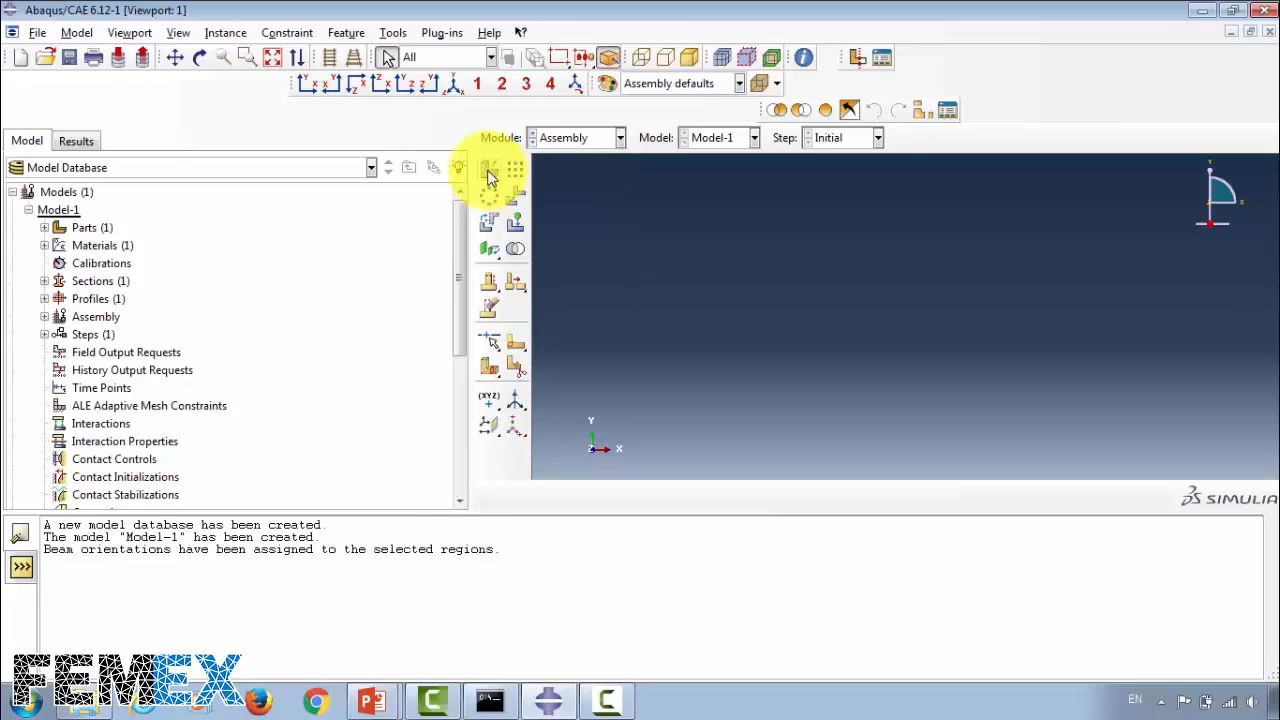 Abaqus/CAE 6.12-1 [Viewport: 1]
File Model Viewport View Instance Constraint Feature Tools Plug-ins Help
All
1 2 3 4 Assembly defaults
Model Results Module: Assembly Model: Model-1 Step: Initial
Model Database
Models (1)
Model-1
Parts (1)
Materials (1)
Calibrations
Sections (1)
Profiles (1)
Assembly
Steps (1)
Field Output Requests
History Output Requests
Time Points
ALE Adaptive Mesh Constraints
Interactions
Interaction Properties
Contact Controls
Contact Initializations
Contact Stabilizations
(XYZ)
Y
X
Z
Y
X
SIMULIA
A new model database has been created.
The model "Model-1" has been created.
Beam orientations have been assigned to the selected regions.
>>>
FEMEX
EN